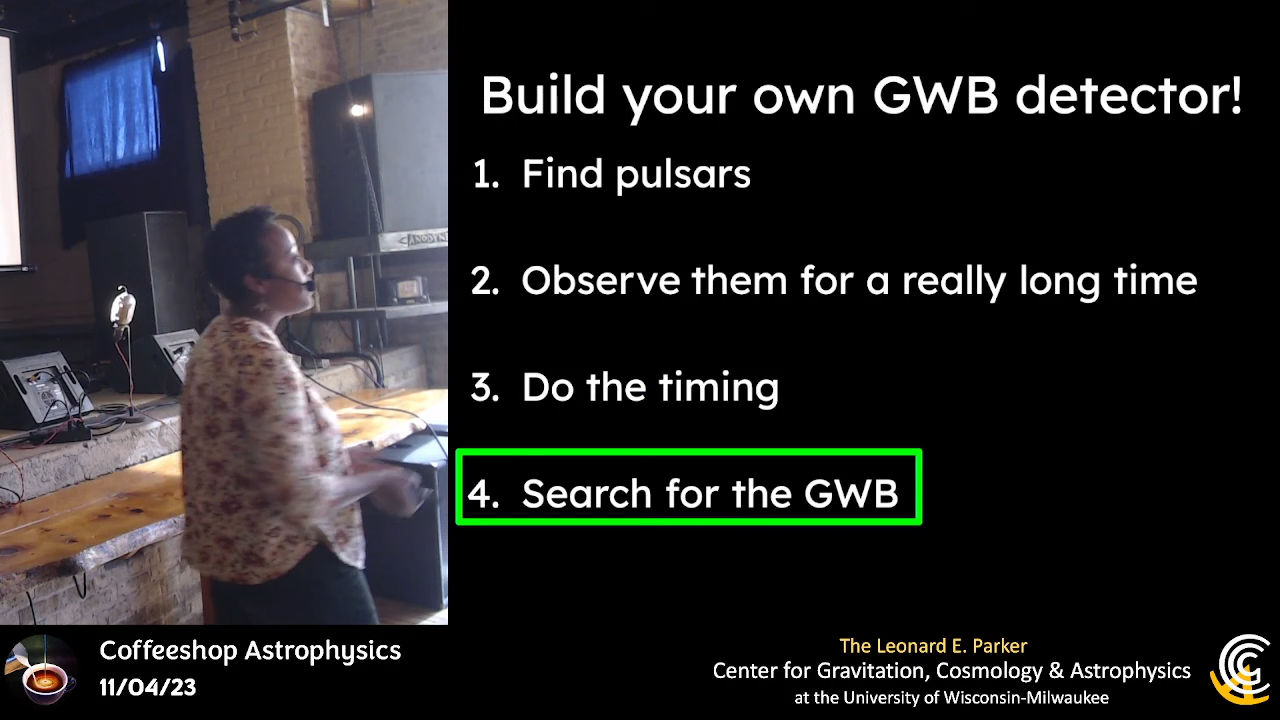 Build your own GWB detector!
1. Find pulsars
2. Observe them for a really long time
3. Do the timing
4. Search for the GWB
Coffeeshop Astrophysics
11/04/23
The Leonard E. Parker
Center for Gravitation, Cosmology & Astrophysics
at the University of Wisconsin-Milwaukee